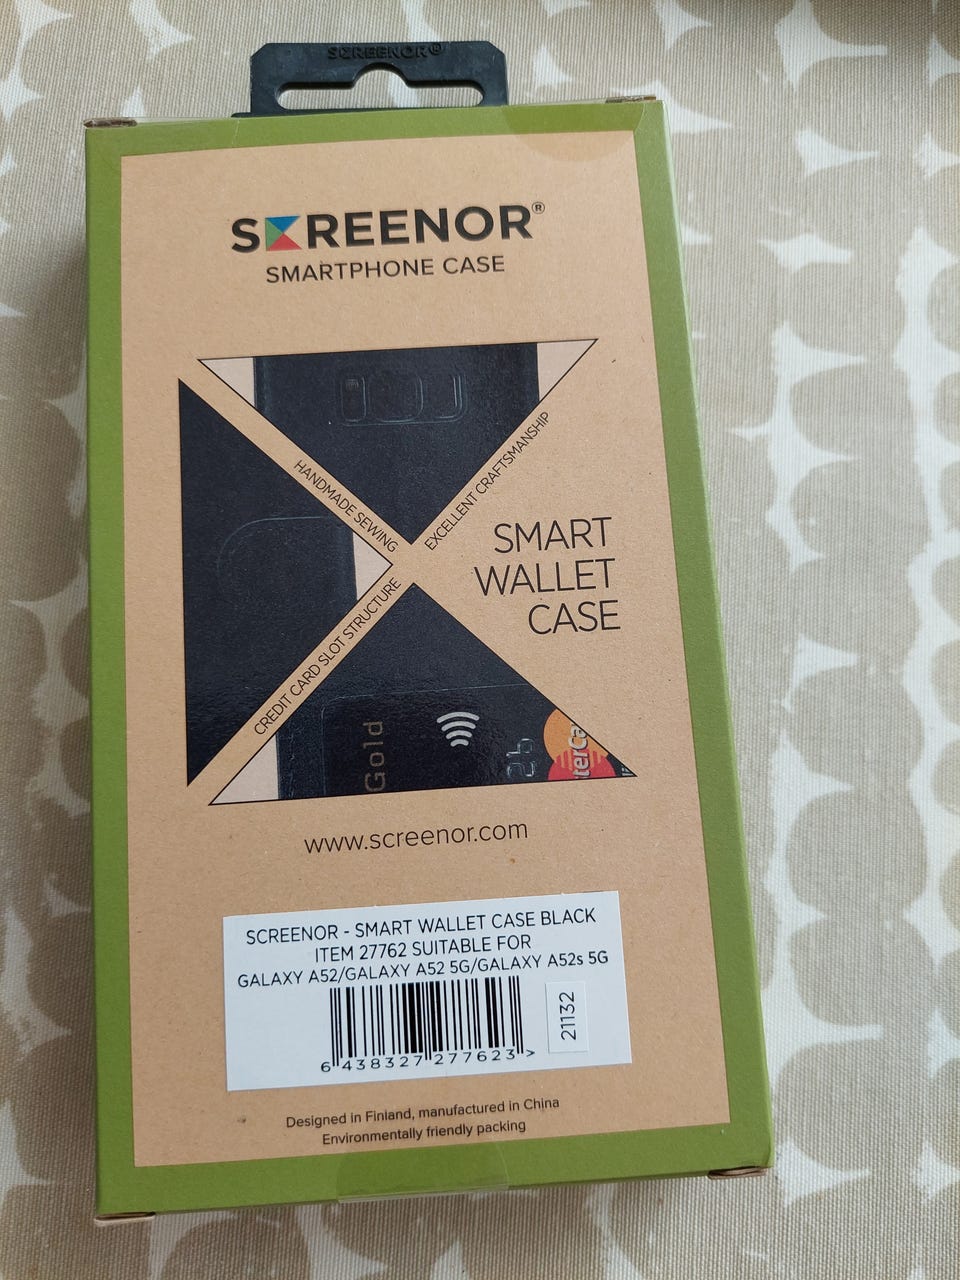 SCREENOR®
SCREENOR®
SMARTPHONE CASE
HANDMADE SEWING
EXCELLENT CRAFTSMANSHIP
CREDIT CARD SLOT STRUCTURE
SMART
WALLET
CASE
Gold
terCa
www.screenor.com
SCREENOR - SMART WALLET CASE BLACK
ITEM 27762 SUITABLE FOR
GALAXY A52/GALAXY A52 5G/GALAXY A52s 5G
21132
6 438327 277623 >
Designed in Finland, manufactured in China
Environmentally friendly packing